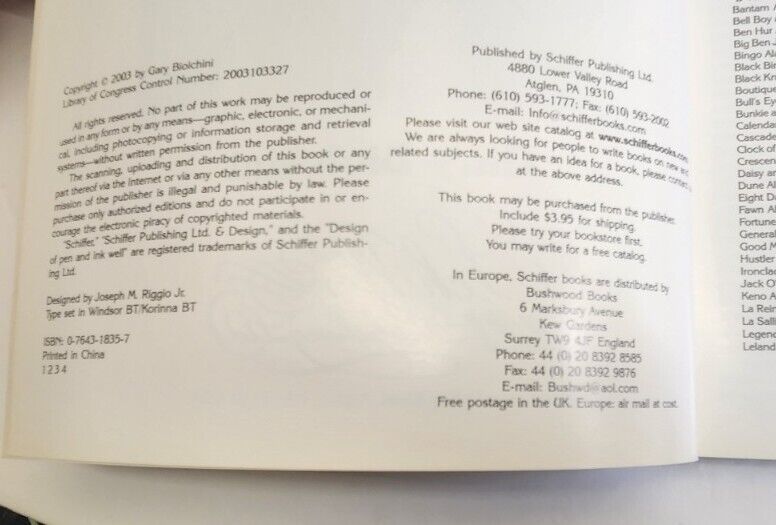 Copyright © 2003 by Gary Biolchini
Library of Congress Control Number: 2003103327
All rights reserved. No part of this work may be reproduced or
used in any form or by any means—graphic, electronic, or mechani-
cal, including photocopying or information storage and retrieval
systems—without written permission from the publisher.
The scanning, uploading and distribution of this book or any
part thereof via the Internet or via any other means without the per-
mission of the publisher is illegal and punishable by law. Please
purchase only authorized editions and do not participate in or en-
courage the electronic piracy of copyrighted materials.
"Schiffer," "Schiffer Publishing Ltd. & Design," and the "Design
of pen and ink well" are registered trademarks of Schiffer Publish-
ing Ltd.
Designed by Joseph M. Riggio Jr.
Type set in Windsor BT/Korinna BT
ISBN: 0-7643-1835-7
Printed in China
1 2 3 4
Published by Schiffer Publishing Ltd.
4880 Lower Valley Road
Atglen, PA 19310
Phone: (610) 593-1777; Fax: (610) 593-2002
E-mail: Info@schifferbooks.com
Please visit our web site catalog at www.schifferbooks.com
We are always looking for people to write books on new and
related subjects. If you have an idea for a book, please contact
at the above address.
This book may be purchased from the publisher.
Include $3.95 for shipping.
Please try your bookstore first.
You may write for a free catalog.
In Europe, Schiffer books are distributed by
Bushwood Books
6 Marksbury Avenue
Kew Gardens
Surrey TW9 4JF England
Phone: 44 (0) 20 8392 8585
Fax: 44 (0) 20 8392 9876
E-mail: Bushwd@aol.com
Free postage in the UK. Europe: air mail at cost.
Bantam
Bell Boy
Ben Hur
Big Ben
Bingo
Black
Black
Boutique
Bull's
Bunkie
Cascade
Clock of
Daisy
Dune
Eight
Fawn
Fortune
General
Good
Hustler
Jack
Keno
La
La
Leland